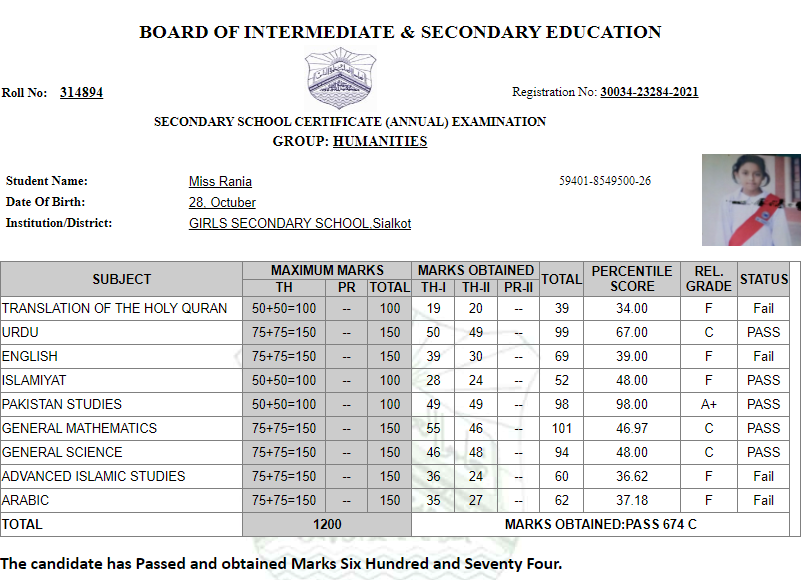 BOARD OF INTERMEDIATE & SECONDARY EDUCATION
Roll No: 314894 Registration No: 30034-23284-2021
SECONDARY SCHOOL CERTIFICATE (ANNUAL) EXAMINATION
GROUP: HUMANITIES
Student Name: Miss Rania 59401-8549500-26
Date Of Birth: 28, Octuber
Institution/District: GIRLS SECONDARY SCHOOL,Sialkot
SUBJECT MAXIMUM MARKS MARKS OBTAINED TOTAL PERCENTILE SCORE REL. GRADE STATUS
TH PR TOTAL TH-I TH-II PR-II
TRANSLATION OF THE HOLY QURAN 50+50=100 -- 100 19 20 -- 39 34.00 F Fail
URDU 75+75=150 -- 150 50 49 -- 99 67.00 C PASS
ENGLISH 75+75=150 -- 150 39 30 -- 69 39.00 F Fail
ISLAMIYAT 50+50=100 -- 100 28 24 -- 52 48.00 F PASS
PAKISTAN STUDIES 50+50=100 -- 100 49 49 -- 98 98.00 A+ PASS
GENERAL MATHEMATICS 75+75=150 -- 150 55 46 -- 101 46.97 C PASS
GENERAL SCIENCE 75+75=150 -- 150 46 48 -- 94 48.00 C PASS
ADVANCED ISLAMIC STUDIES 75+75=150 -- 150 36 24 -- 60 36.62 F Fail
ARABIC 75+75=150 -- 150 35 27 -- 62 37.18 F Fail
TOTAL 1200 MARKS OBTAINED:PASS 674 C
The candidate has Passed and obtained Marks Six Hundred and Seventy Four.